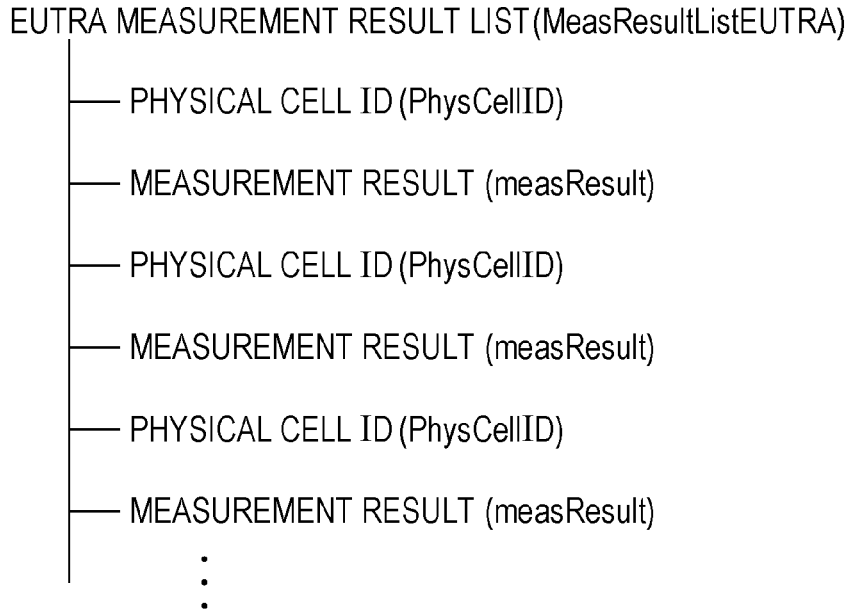 EUTRA MEASUREMENT RESULT LIST(MeasResultListEUTRA)
PHYSICAL CELL ID(PhysCellID)
MEASUREMENT RESULT (measResult)
PHYSICAL CELL ID(PhysCellID)
MEASUREMENT RESULT (measResult)
PHYSICAL CELL ID(PhysCellID)
MEASUREMENT RESULT (measResult)